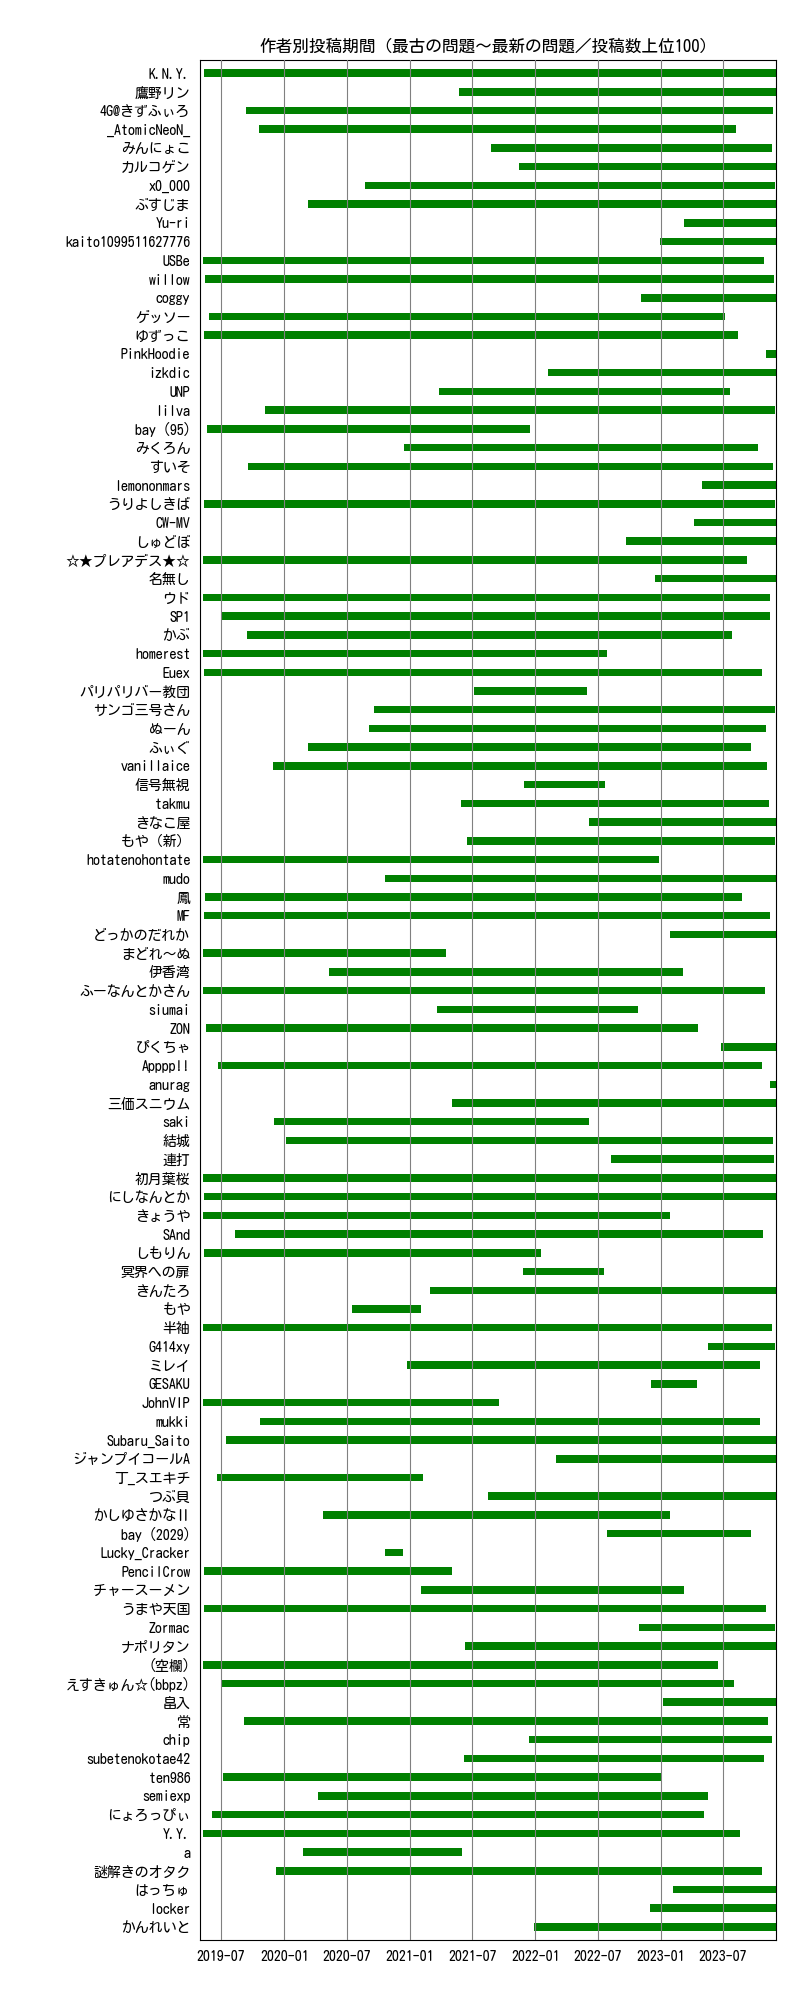 作者別投稿期間（最古の問題～最新の問題／投稿数上位100）
K.N.Y.
鷹野リン
4G@きずふぃろ
_AtomicNeoN_
みんにょこ
カルコゲン
x0_000
ぶすじま
Yu-ri
kaito1099511627776
USBe
willow
coggy
ゲッソー
ゆずっこ
PinkHoodie
izkdic
UNP
lilva
bay (95)
みくろん
すいそ
lemononmars
うりよしきば
CW-MV
しゅどぼ
☆★プレアデス★☆
名無し
ウド
SP1
かぶ
homerest
Euex
パリパリバー教団
サンゴ三号さん
ぬーん
ふぃぐ
vanillaice
信号無視
takmu
きなこ屋
もや（新）
hotatenohontate
mudo
鳳
MF
どっかのだれか
まどれ～ぬ
伊香湾
ふーなんとかさん
siumai
ZON
ぴくちゃ
Appppll
anurag
三価スニウム
saki
結城
連打
初月葉桜
にしなんとか
きょうや
SAnd
しもりん
冥界への扉
きんたろ
もや
半袖
G414xy
ミレイ
GESAKU
JohnVIP
mukki
Subaru_Saito
ジャンプイコールA
丁_スエキチ
つぶ貝
かしゆさかなⅡ
bay (2029)
Lucky_Cracker
PencilCrow
チャースーメン
うまや天国
Zormac
ナポリタン
(空欄)
えすきゅん☆(bbpz)
畠入
常
chip
subetenokotae42
ten986
semiexp
にょろっぴぃ
Y.Y.
a
謎解きのオタク
はっちゅ
locker
かんれいと
2019-07 2020-01 2020-07 2021-01 2021-07 2022-01 2022-07 2023-01 2023-07